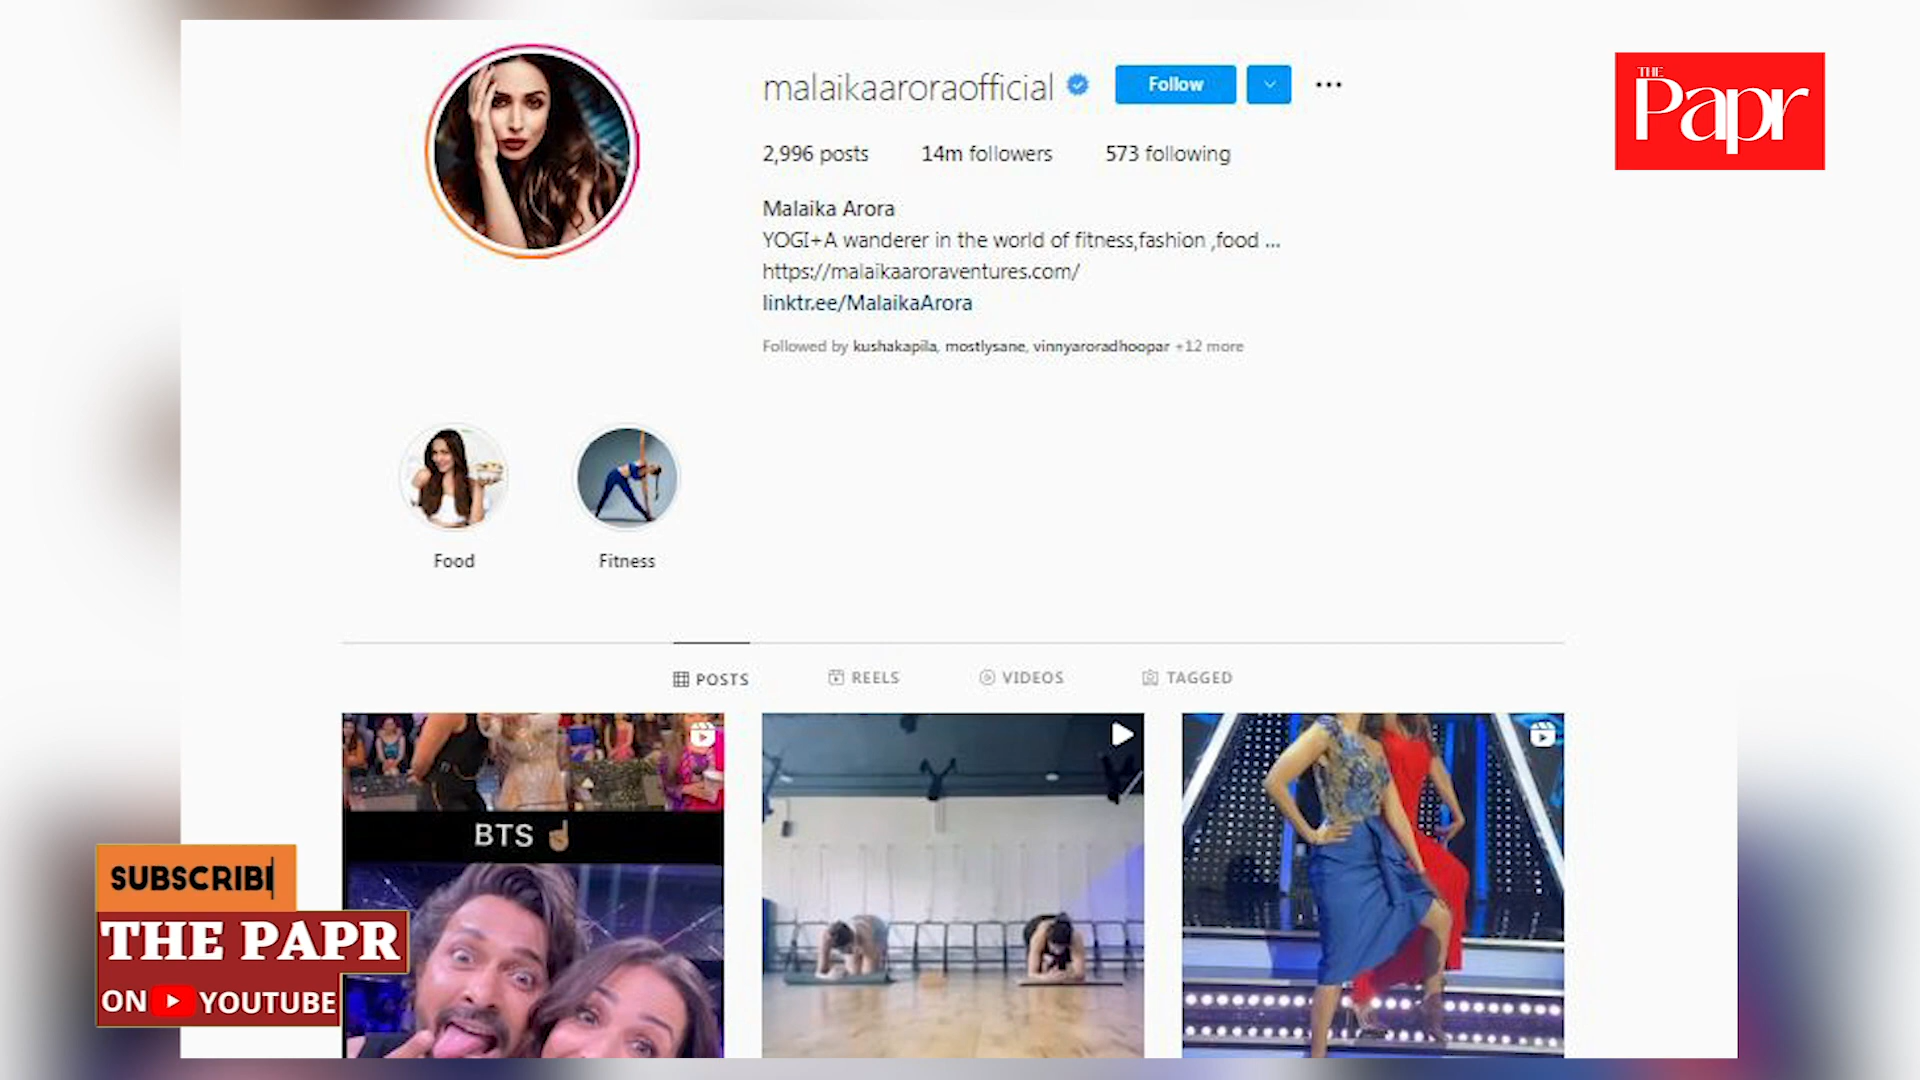 malaikaaroraofficial
Follow
2,996 posts 14m followers 573 following
Malaika Arora
YOGI+A wanderer in the world of fitness,fashion ,food ...
https://malaikaaroraventures.com/
linktr.ee/MalaikaArora
Followed by kushakapila, mostlysane, vinnyaroradhoopar +12 more
THE
Papr
Food Fitness
POSTS REELS VIDEOS TAGGED
BTS
SUBSCRIBI
THE PAPR
ON YOUTUBE